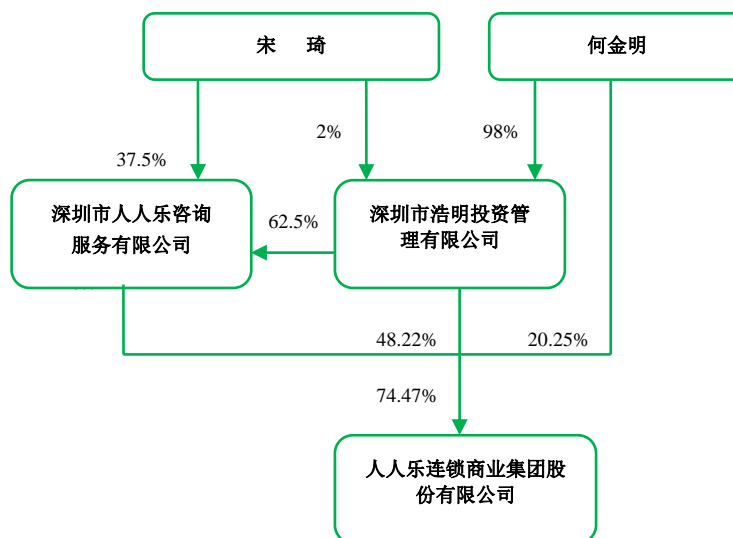 宋 琦
何金明
37.5%
2%
98%
深圳市人人乐咨询
服务有限公司
62.5%
深圳市浩明投资管
理有限公司
48.22%
20.25%
74.47%
人人乐连锁商业集团股
份有限公司